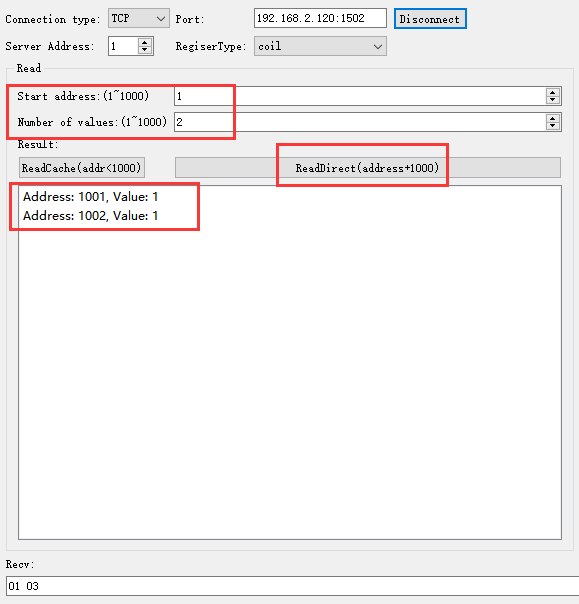 Connection type: TCP Port: 192.168.2.120:1502 Disconnect
Server Address: 1 RegiserType: coil
Read
Start address:(1~1000) 1
Number of values:(1~1000) 2
Result:
ReadCache(addr<1000) ReadDirect(address+1000)
Address: 1001, Value: 1
Address: 1002, Value: 1
Recv:
01 03